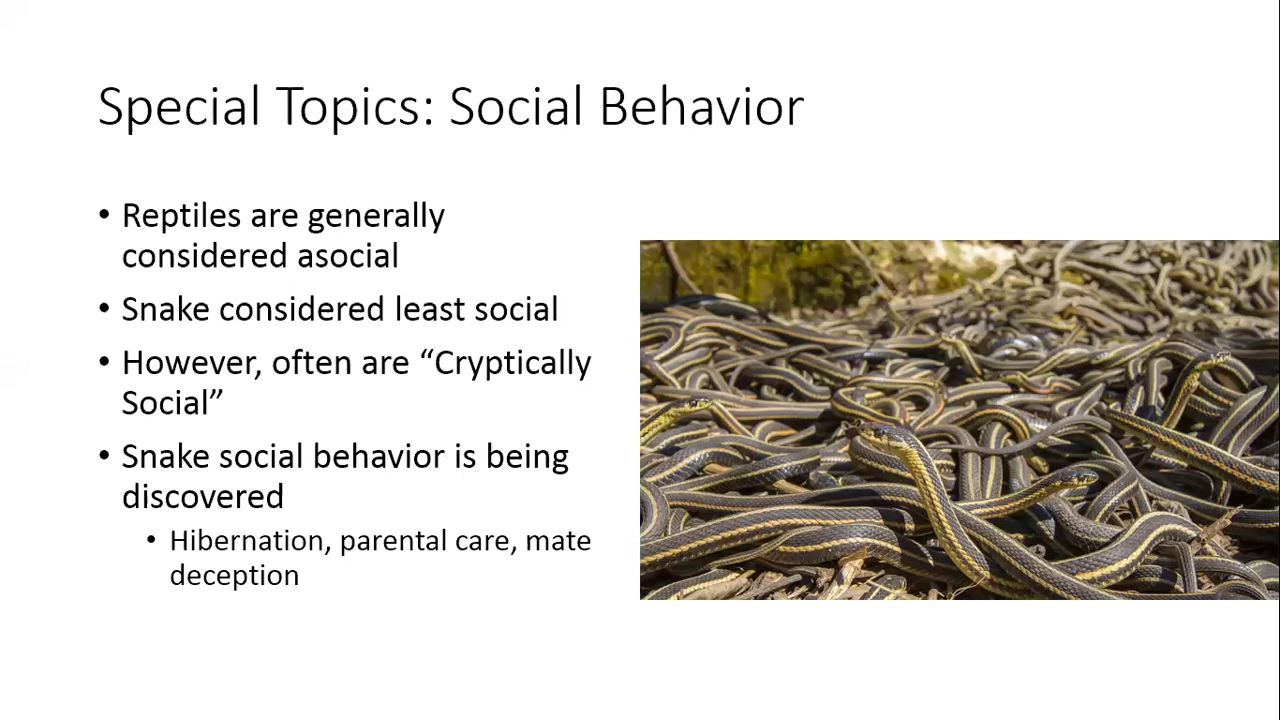 Special Topics: Social Behavior
• Reptiles are generally
considered asocial
• Snake considered least social
• However, often are “Cryptically
Social”
• Snake social behavior is being
discovered
• Hibernation, parental care, mate
deception